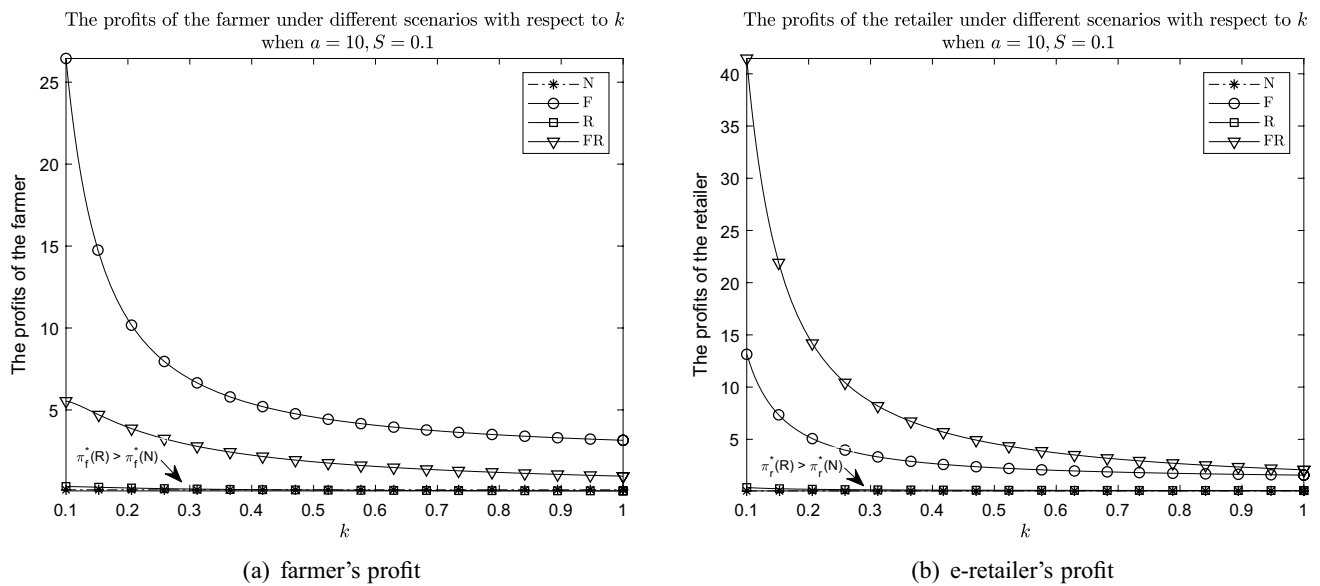 The profits of the farmer under different scenarios with respect to k
when a = 10, S = 0.1
The profits of the farmer
25
20
15
10
5
N
F
R
FR
π*f(R) > π*f(N)
0.1 0.2 0.3 0.4 0.5 0.6 0.7 0.8 0.9 1
k
(a) farmer's profit
The profits of the retailer under different scenarios with respect to k
when a = 10, S = 0.1
The profits of the retailer
40
35
30
25
20
15
10
5
N
F
R
FR
π*r(R) > π*r(N)
0.1 0.2 0.3 0.4 0.5 0.6 0.7 0.8 0.9 1
k
(b) e-retailer's profit